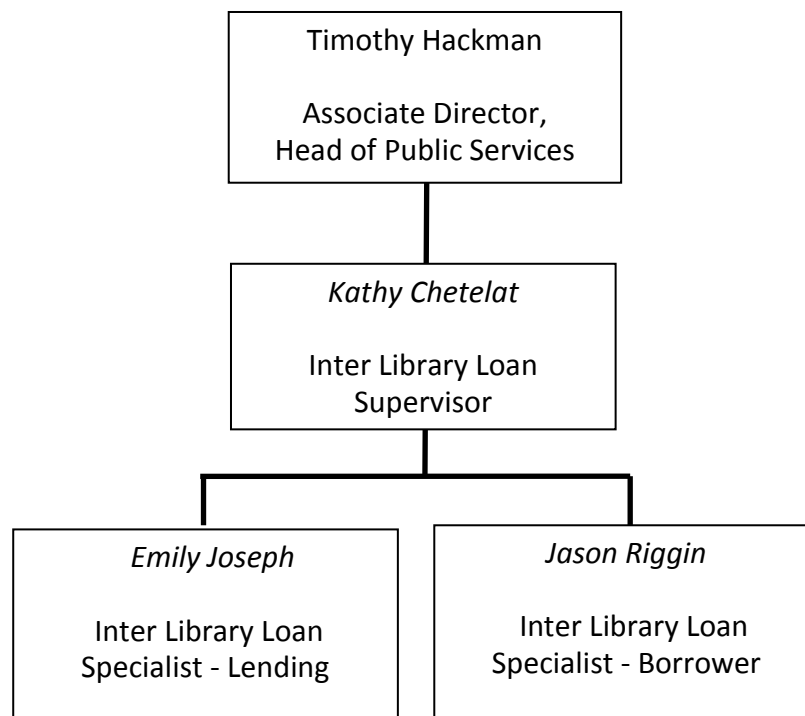 Timothy Hackman
Associate Director,
Head of Public Services
Kathy Chetelat
Inter Library Loan
Supervisor
Emily Joseph
Inter Library Loan
Specialist - Lending
Jason Riggin
Inter Library Loan
Specialist - Borrower